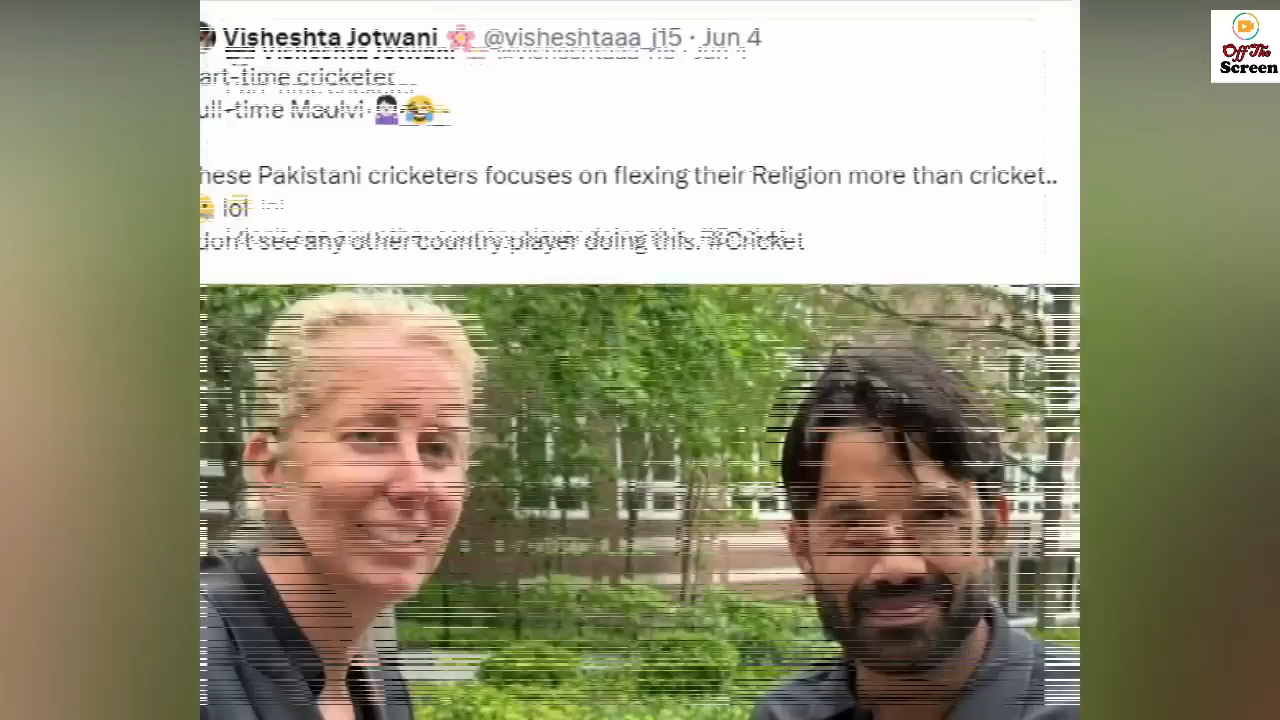 Visheshta Jotwani 🌸 @visheshtaaa_j15 · Jun 4
art-time cricetetr
ull-time Maulvi 🤷🏻‍♀️😂
hese Pakistani cricketers focuses on flexing their Religion more than cricket..
lol
don't see any other country player doing this. #Cricket
Off The
Screen